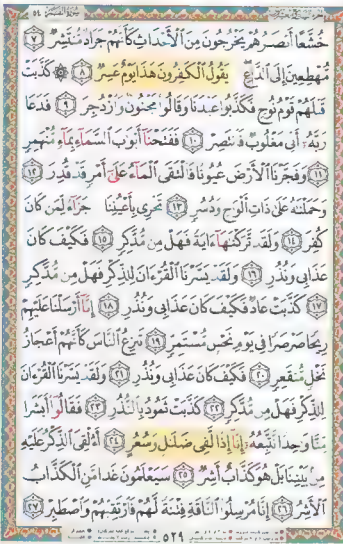 سُورَةُ القَمَر ٥٤
خُشَّعًا أَبْصَٰرُهُمْ يَخْرُجُونَ مِنَ ٱلْأَجْدَاثِ كَأَنَّهُمْ جَرَادٌ مُّنتَشِرٌ ٧
مُّهْطِعِينَ إِلَى ٱلدَّاعِ يَقُولُ ٱلْكَٰفِرُونَ هَٰذَا يَوْمٌ عَسِرٌ ٨ ۞ كَذَّبَتْ
قَبْلَهُمْ قَوْمُ نُوحٍ فَكَذَّبُوا۟ عَبْدَنَا وَقَالُوا۟ مَجْنُونٌ وَٱزْدُجِرَ ٩ فَدَعَا
رَبَّهُۥٓ أَنِّى مَغْلُوبٌ فَٱنتَصِرْ ١٠ فَفَتَحْنَآ أَبْوَٰبَ ٱلسَّمَآءِ بِمَآءٍ مُّنْهَمِرٍ
١١ وَفَجَّرْنَا ٱلْأَرْضَ عُيُونًا فَٱلْتَقَى ٱلْمَآءُ عَلَىٰٓ أَمْرٍ قَدْ قُدِرَ ١٢
وَحَمَلْنَٰهُ عَلَىٰ ذَاتِ أَلْوَٰحٍ وَدُسُرٍ ١٣ تَجْرِى بِأَعْيُنِنَا جَزَآءً لِّمَن كَانَ
كُفِرَ ١٤ وَلَقَد تَّرَكْنَٰهَآ ءَايَةً فَهَلْ مِن مُّدَّكِرٍ ١٥ فَكَيْفَ كَانَ
عَذَابِى وَنُذُرِ ١٦ وَلَقَدْ يَسَّرْنَا ٱلْقُرْءَانَ لِلذِّكْرِ فَهَلْ مِن مُّدَّكِرٍ
١٧ كَذَّبَتْ عَادٌ فَكَيْفَ كَانَ عَذَابِى وَنُذُرِ ١٨ إِنَّآ أَرْسَلْنَا عَلَيْهِمْ
رِيحًا صَرْصَرًا فِى يَوْمِ نَحْسٍ مُّسْتَمِرٍّ ١٩ تَنزِعُ ٱلنَّاسَ كَأَنَّهُمْ أَعْجَازُ
نَخْلٍ مُّنقَعِرٍ ٢٠ فَكَيْفَ كَانَ عَذَابِى وَنُذُرِ ٢١ وَلَقَدْ يَسَّرْنَا ٱلْقُرْءَانَ
لِلذِّكْرِ فَهَلْ مِن مُّدَّكِرٍ ٢٢ كَذَّبَتْ ثَمُودُ بِٱلنُّذُرِ ٢٣ فَقَالُوٓا۟ أَبَشَرًا
مِّنَّا وَٰحِدًا نَّتَّبِعُهُۥٓ إِنَّآ إِذًا لَّفِى ضَلَٰلٍ وَسُعُرٍ ٢٤ أَءُلْقِىَ ٱلذِّكْرُ عَلَيْهِ
مِنۢ بَيْنِنَا بَلْ هُوَ كَذَّابٌ أَشِرٌ ٢٥ سَيَعْلَمُونَ غَدًا مَّنِ ٱلْكَذَّابُ
ٱلْأَشِرُ ٢٦ إِنَّا مُرْسِلُوا۟ ٱلنَّاقَةِ فِتْنَةً لَّهُمْ فَٱرْتَقِبْهُمْ وَٱصْطَبِرْ ٢٧
٥٢٩